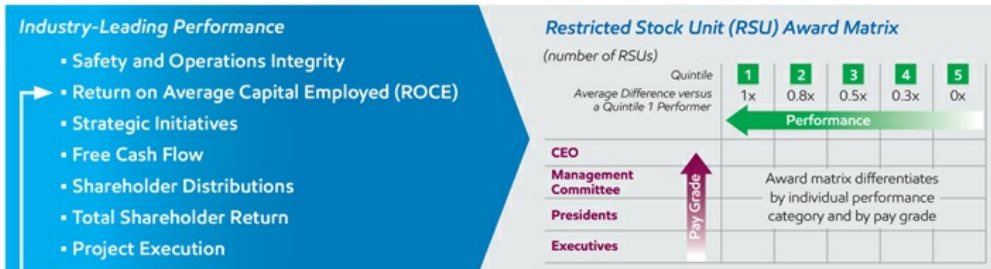 Industry-Leading Performance
▪ Safety and Operations Integrity
▪ Return on Average Capital Employed (ROCE)
▪ Strategic Initiatives
▪ Free Cash Flow
▪ Shareholder Distributions
▪ Total Shareholder Return
▪ Project Execution
Restricted Stock Unit (RSU) Award Matrix
(number of RSUs)
Quintile 1 2 3 4 5
Average Difference versus
a Quintile 1 Performer
1x 0.8x 0.5x 0.3x 0x
Performance
CEO
Management
Committee
Presidents
Executives
Pay Grade
Award matrix differentiates
by individual performance
category and by pay grade